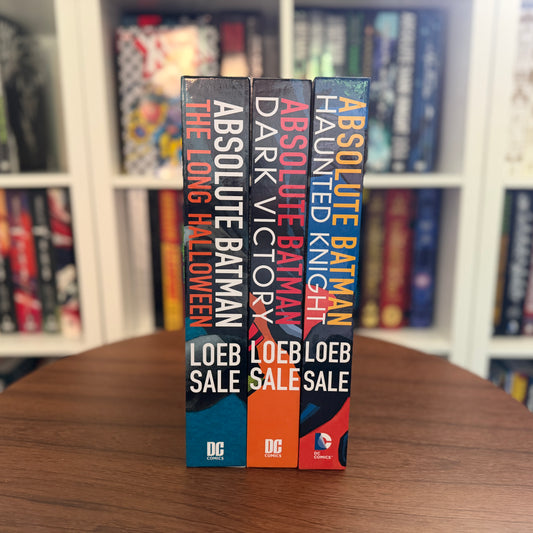 ABSOLUTE BATMAN
THE LONG HALLOWEEN
LOEB
SALE
DC
COMICS
ABSOLUTE BATMAN
DARK VICTORY
LOEB
SALE
DC
COMICS
ABSOLUTE BATMAN
HAUNTED KNIGHT
LOEB
SALE
DC
COMICS™